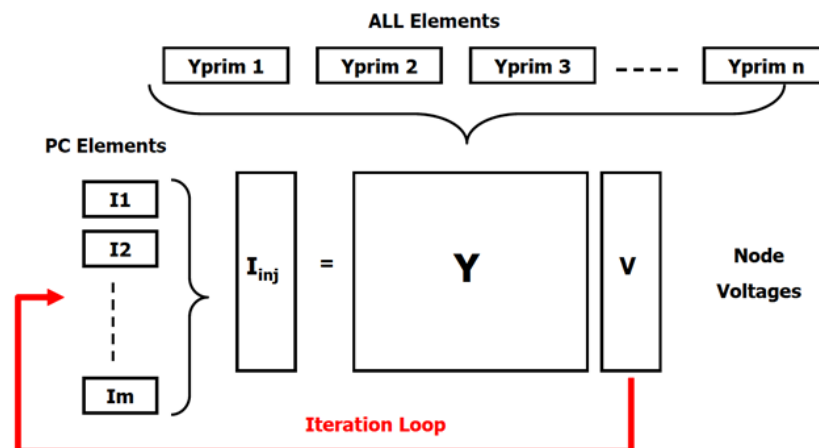 ALL Elements
Yprim 1 Yprim 2 Yprim 3 Yprim n
PC Elements
I1
I2
Im
Iinj = Y V
Node
Voltages
Iteration Loop